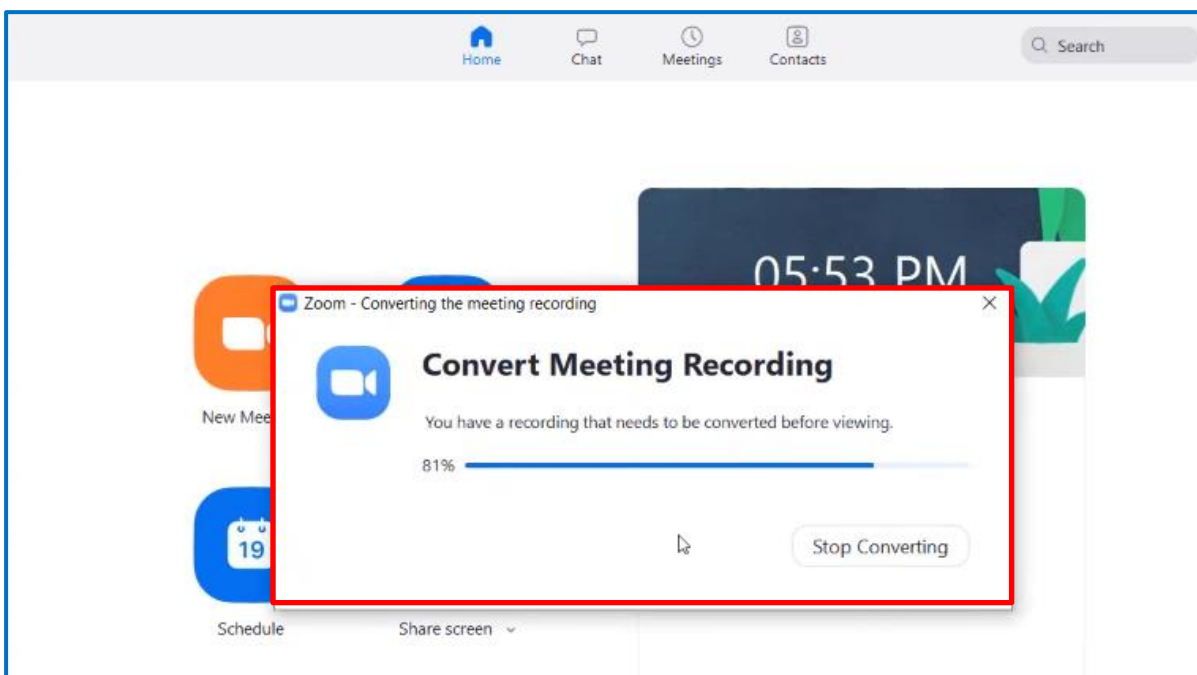 Home Chat Meetings Contacts Search
05:53 PM
Zoom - Converting the meeting recording
Convert Meeting Recording
New Mee
You have a recording that needs to be converted before viewing.
81%
19
Stop Converting
Schedule Share screen